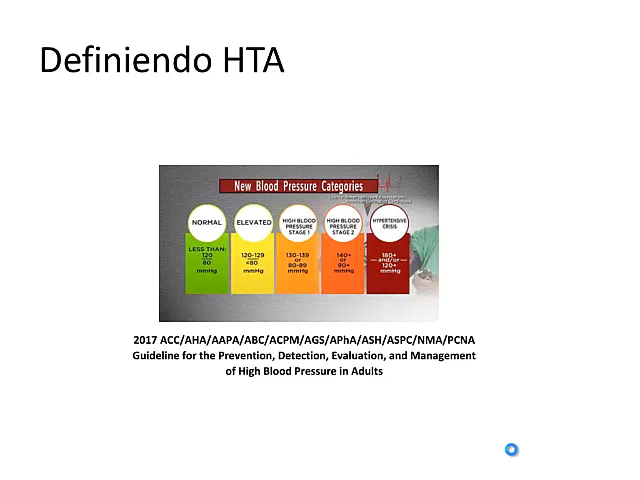 Definiendo HTA
New Blood Pressure Categories
NORMAL
LESS THAN:
120
80
mmHg
ELEVATED
120-129
<80
mmHg
HIGH BLOOD
PRESSURE
STAGE 1
130-139
or
80-89
mmHg
HIGH BLOOD
PRESSURE
STAGE 2
140+
or
90+
mmHg
HYPERTENSIVE
CRISIS
180+
and/or
120+
mmHg
2017 ACC/AHA/AAPA/ABC/ACPM/AGS/APhA/ASH/ASPC/NMA/PCNA
Guideline for the Prevention, Detection, Evaluation, and Management
of High Blood Pressure in Adults